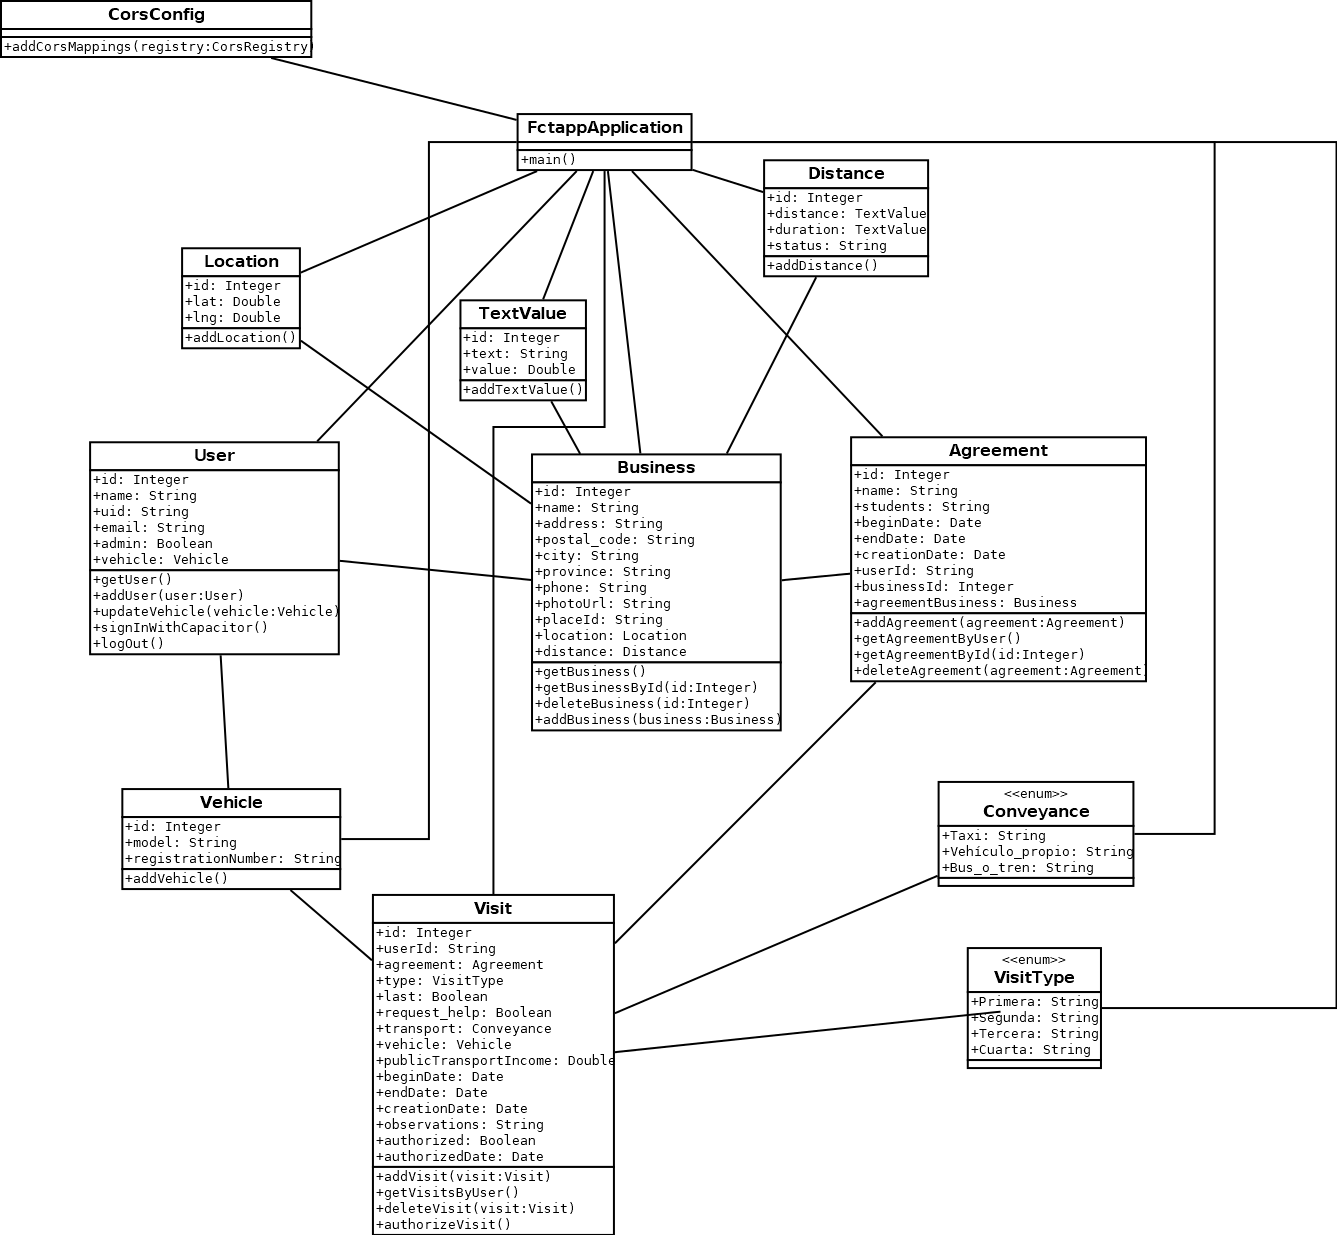 CorsConfig
+addCorsMappings(registry:CorsRegistry)
FctappApplication
+main()
Distance
+id: Integer
+distance: TextValue
+duration: TextValue
+status: String
+addDistance()
Location
+id: Integer
+lat: Double
+lng: Double
+addLocation()
TextValue
+id: Integer
+text: String
+value: Double
+addTextValue()
User
+id: Integer
+name: String
+uid: String
+email: String
+admin: Boolean
+vehicle: Vehicle
+getUser()
+addUser(user:User)
+updateVehicle(vehicle:Vehicle)
+signInWithCapacitor()
+logOut()
Business
+id: Integer
+name: String
+address: String
+postal_code: String
+city: String
+province: String
+phone: String
+photoUrl: String
+placeId: String
+location: Location
+distance: Distance
+getBusiness()
+getBusinessById(id:Integer)
+deleteBusiness(id:Integer)
+addBusiness(business:Business)
Agreement
+id: Integer
+name: String
+students: String
+beginDate: Date
+endDate: Date
+creationDate: Date
+userId: String
+businessId: Integer
+agreementBusiness: Business
+addAgreement(agreement:Agreement)
+getAgreementByUser()
+getAgreementById(id:Integer)
+deleteAgreement(agreement:Agreement)
Vehicle
+id: Integer
+model: String
+registrationNumber: String
+addVehicle()
<<enum>>
Conveyance
+Taxi: String
+Vehículo_propio: String
+Bus_o_tren: String
Visit
+id: Integer
+userId: String
+agreement: Agreement
+type: VisitType
+last: Boolean
+request_help: Boolean
+transport: Conveyance
+vehicle: Vehicle
+publicTransportIncome: Double
+beginDate: Date
+endDate: Date
+creationDate: Date
+observations: String
+authorized: Boolean
+authorizedDate: Date
+addVisit(visit:Visit)
+getVisitsByUser()
+deleteVisit(visit:Visit)
+authorizeVisit()
<<enum>>
VisitType
+Primera: String
+Segunda: String
+Tercera: String
+Cuarta: String